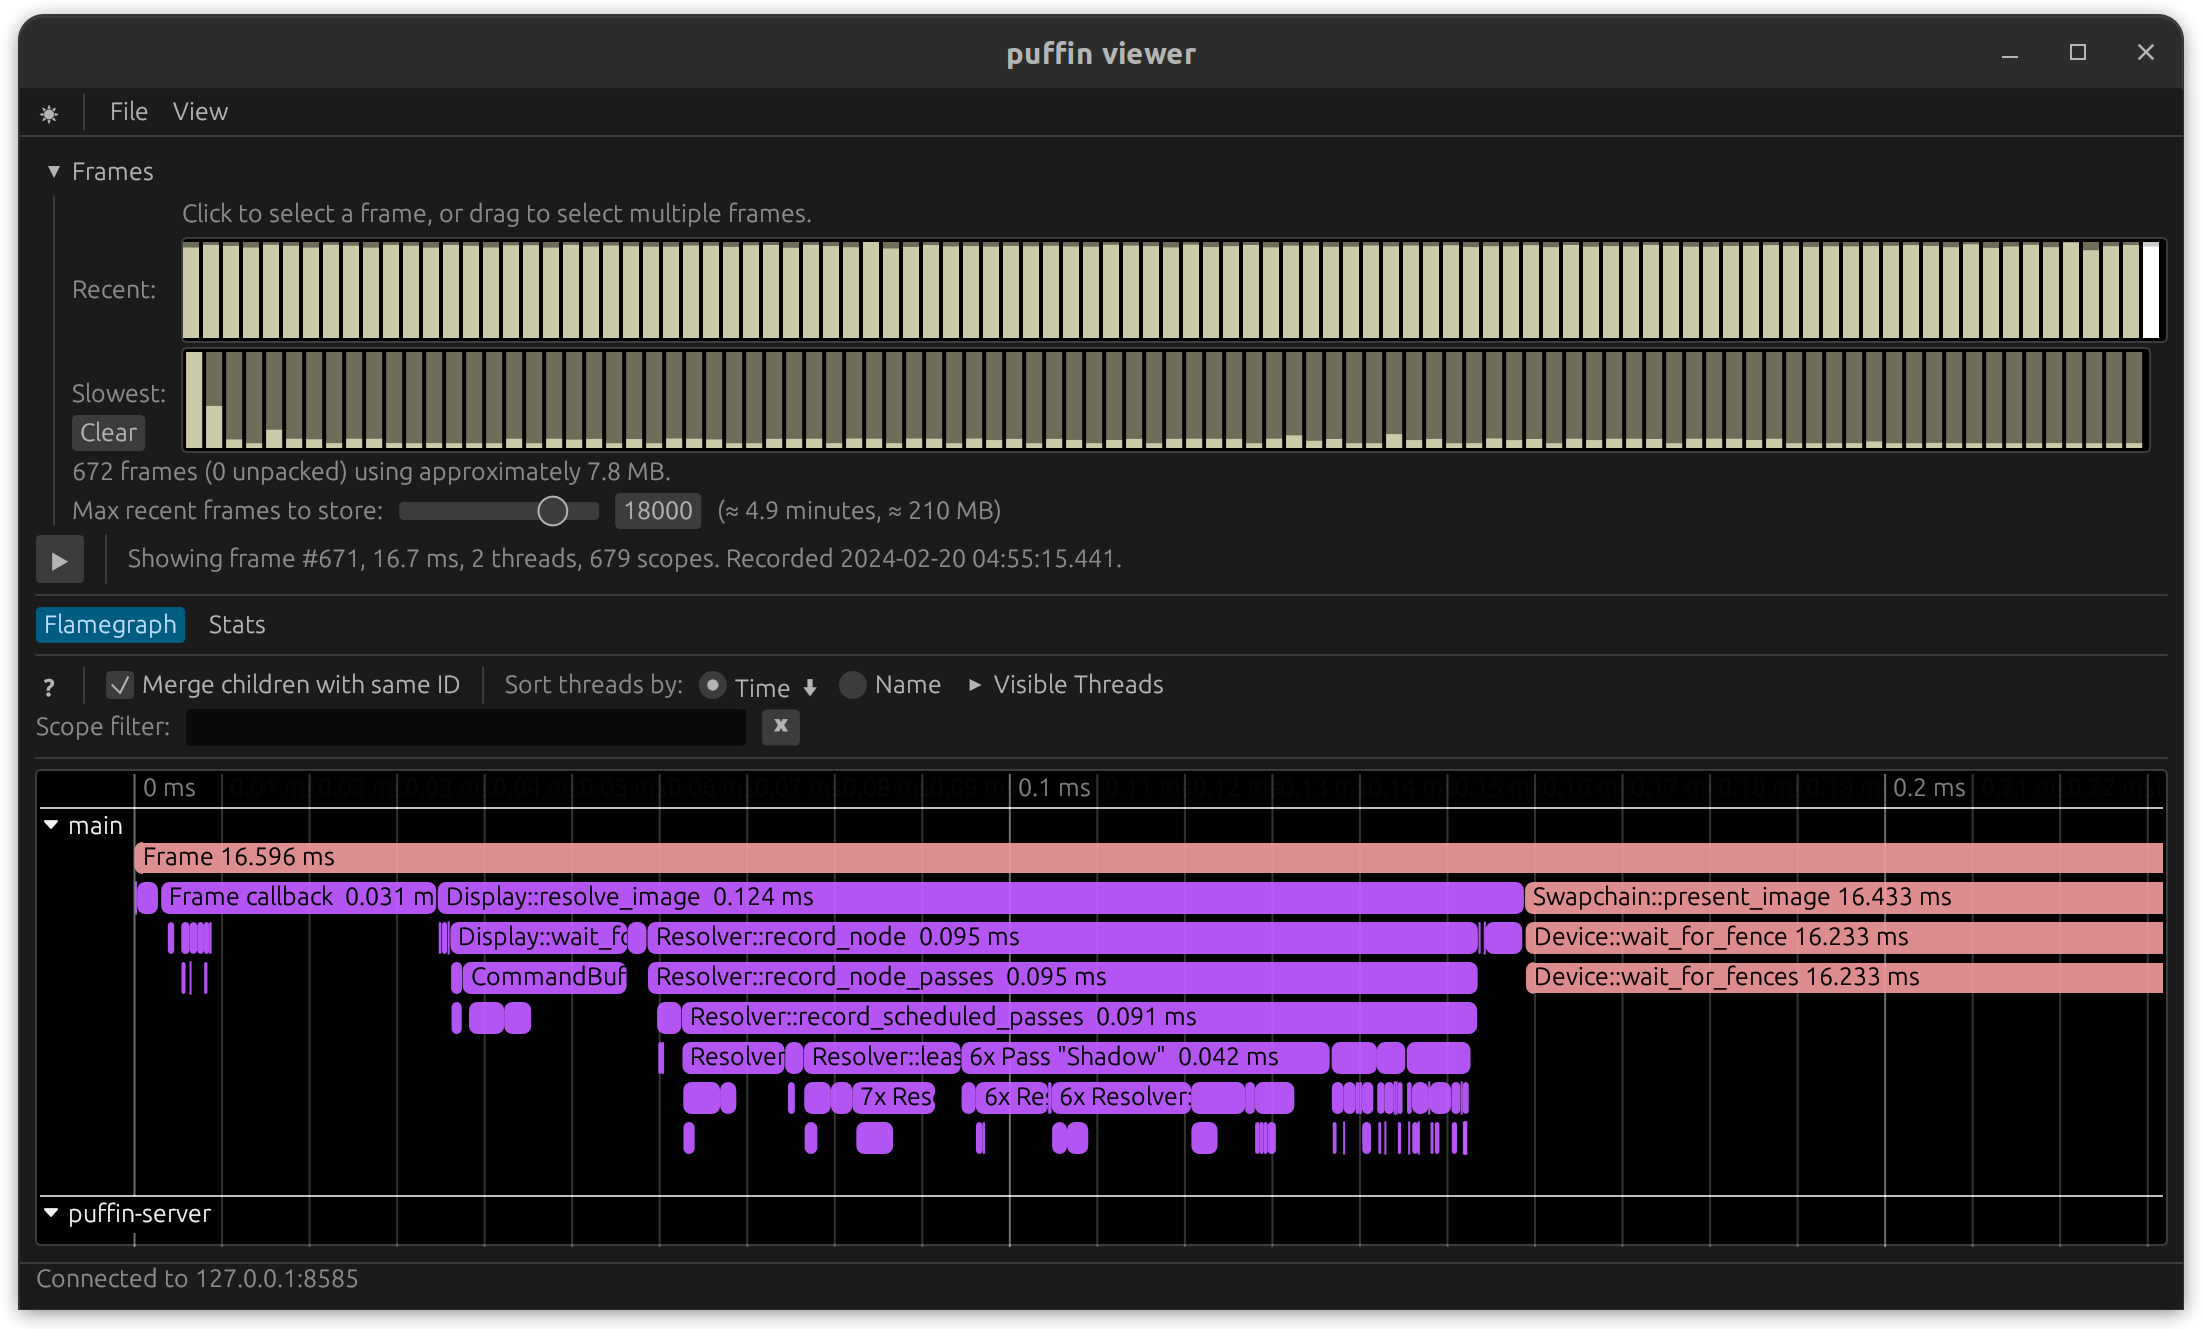 puffin viewer
File View
Frames
Click to select a frame, or drag to select multiple frames.
Recent:
Slowest:
Clear
672 frames (0 unpacked) using approximately 7.8 MB.
Max recent frames to store: 18000 (≈ 4.9 minutes, ≈ 210 MB)
Showing frame #671, 16.7 ms, 2 threads, 679 scopes. Recorded 2024-02-20 04:55:15.441.
Flamegraph Stats
? Merge children with same ID Sort threads by: Time Name Visible Threads
Scope filter: x
0 ms 0.01 ms 0.02 ms 0.03 ms 0.04 ms 0.05 ms 0.06 ms 0.07 ms 0.08 ms 0.09 ms 0.1 ms 0.11 ms 0.12 ms 0.13 ms 0.14 ms 0.15 ms 0.16 ms 0.17 ms 0.18 ms 0.19 ms 0.2 ms 0.21 ms 0.22 ms
main
Frame 16.596 ms
Frame callback 0.031 m Display::resolve_image 0.124 ms Swapchain::present_image 16.433 ms
Display::wait_fo Resolver::record_node 0.095 ms Device::wait_for_fence 16.233 ms
CommandBuf Resolver::record_node_passes 0.095 ms Device::wait_for_fences 16.233 ms
Resolver::record_scheduled_passes 0.091 ms
Resolver Resolver::leas 6x Pass "Shadow" 0.042 ms
7x Res 6x Res 6x Resolver:
puffin-server
Connected to 127.0.0.1:8585